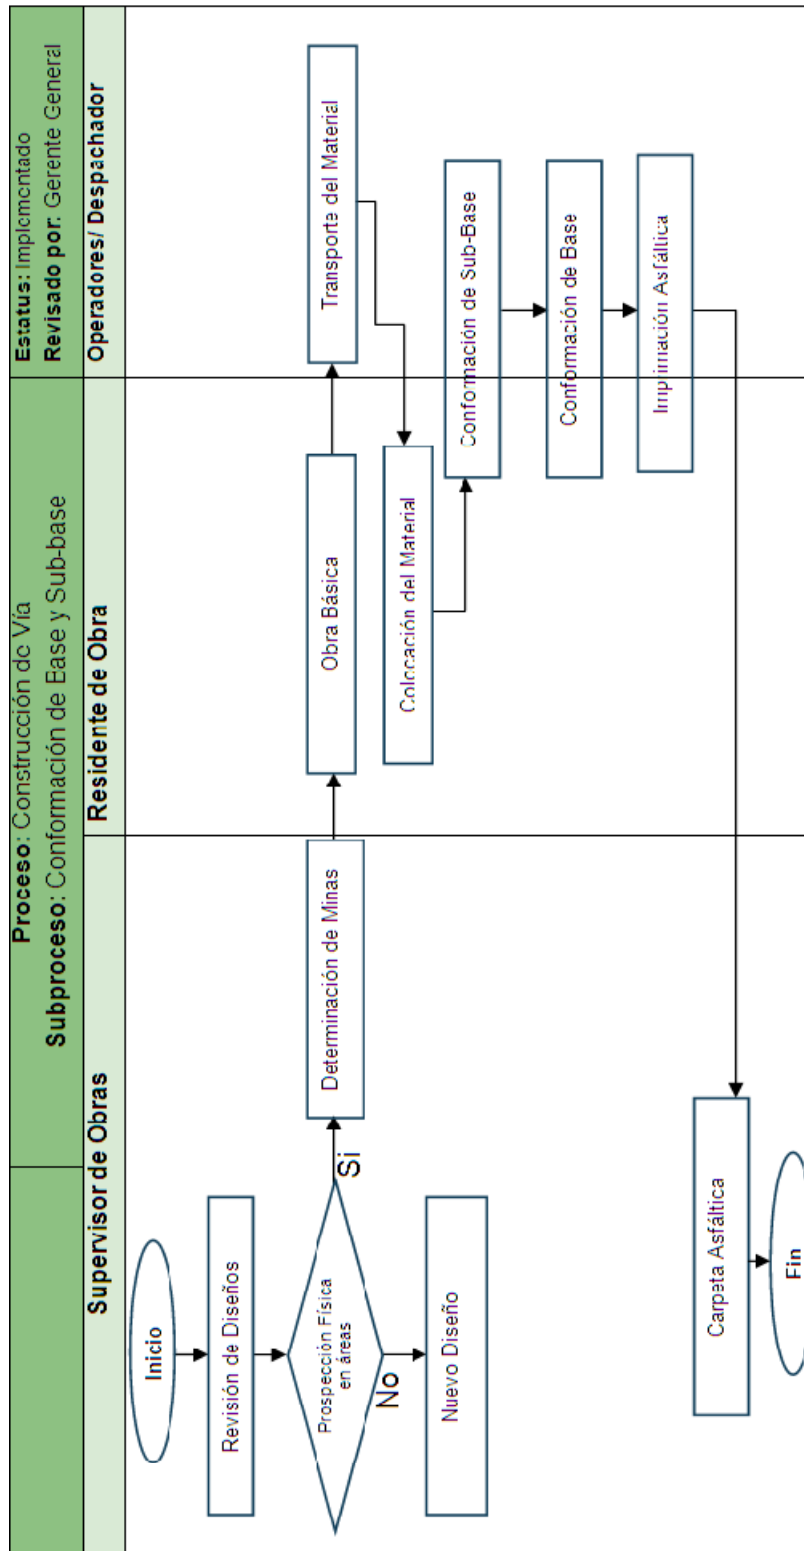 Proceso: Construcción de Vía
Subproceso: Conformación de Base y Sub-base
Estatus: Implementado
Revisado por: Gerente General
Supervisor de Obras
Residente de Obra
Operadores/ Despachador
Inicio
Revisión de Diseños
Prospección Física
en áreas
Si
No
Nuevo Diseño
Determinación de Minas
Obra Básica
Transporte del Material
Colocación del Material
Conformación de Sub-Base
Conformación de Base
Imprimación Asfáltica
Carpeta Asfáltica
Fin